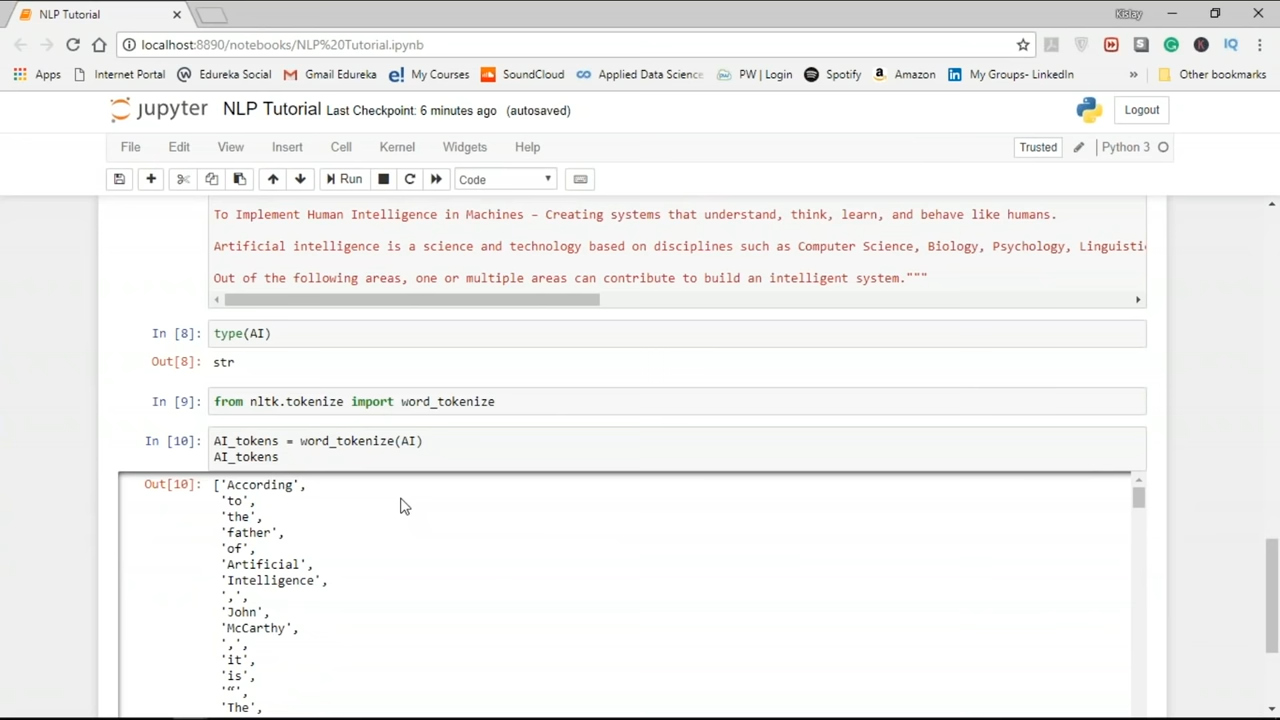 NLP Tutorial
Kislay
localhost:8890/notebooks/NLP%20Tutorial.ipynb
Apps Internet Portal Edureka Social Gmail Edureka My Courses SoundCloud Applied Data Science PW | Login Spotify Amazon My Groups- LinkedIn » Other bookmarks
jupyter NLP Tutorial Last Checkpoint: 6 minutes ago (autosaved) Logout
File Edit View Insert Cell Kernel Widgets Help Trusted Python 3
Run Code
To Implement Human Intelligence in Machines – Creating systems that understand, think, learn, and behave like humans.
Artificial intelligence is a science and technology based on disciplines such as Computer Science, Biology, Psychology, Linguistic
Out of the following areas, one or multiple areas can contribute to build an intelligent system."""
In [8]: type(AI)
Out[8]: str
In [9]: from nltk.tokenize import word_tokenize
In [10]: AI_tokens = word_tokenize(AI)
AI_tokens
Out[10]: ['According',
'to',
'the',
'father',
'of',
'Artificial',
'Intelligence',
',',
'John',
'McCarthy',
',',
'it',
'is',
'“',
'The',